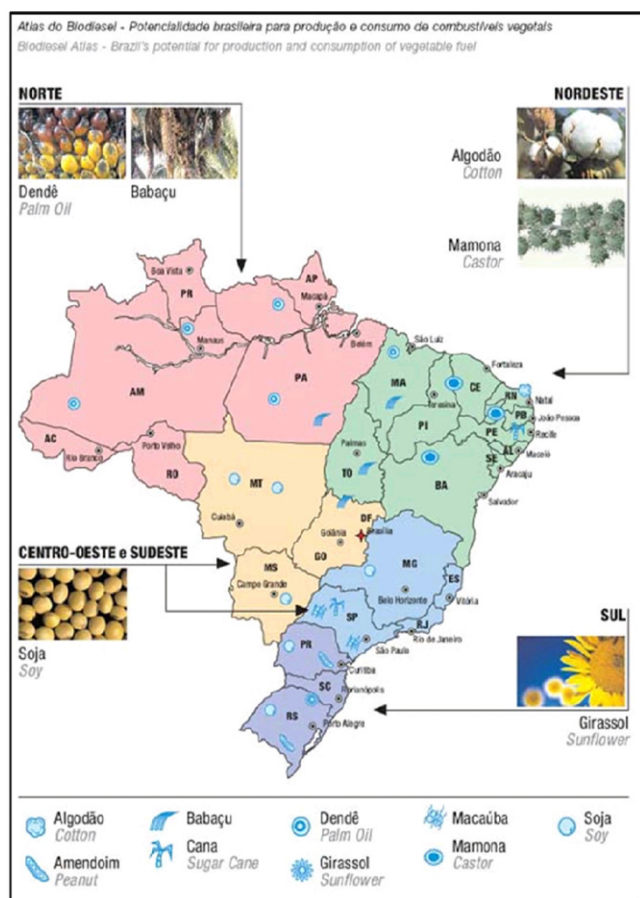 Atlas do Biodiesel - Potencialidade brasileira para produção e consumo de combustíveis vegetais
Biodiesel Atlas - Brazil's potential for production and consumption of vegetable fuel
NORTE
NORDESTE
Dendê
Palm Oil
Babaçu
Algodão
Cotton
Mamona
Castor
Boa Vista
PR
AP
Macapá
Manaus
Belém
AM
PA
São Luiz
MA
Fortaleza
CE
Teresina
RN
Natal
PB
João Pessoa
PI
PE
Recife
AC
Rio Branco
Porto Velho
RO
Palmas
TO
AL
Maceió
SE
Aracaju
BA
Salvador
MT
Cuiabá
DF
Brasília
Goiânia
GO
CENTRO-OESTE e SUDESTE
MS
Campo Grande
MG
Belo Horizonte
ES
Vitória
Soja
Soy
SP
São Paulo
RJ
Rio de Janeiro
SUL
PR
Curitiba
SC
Florianópolis
RS
Porto Alegre
Girassol
Sunflower
Algodão
Cotton
Babaçu
Dendê
Palm Oil
Macaúba
Soja
Soy
Amendoim
Peanut
Cana
Sugar Cane
Girassol
Sunflower
Mamona
Castor